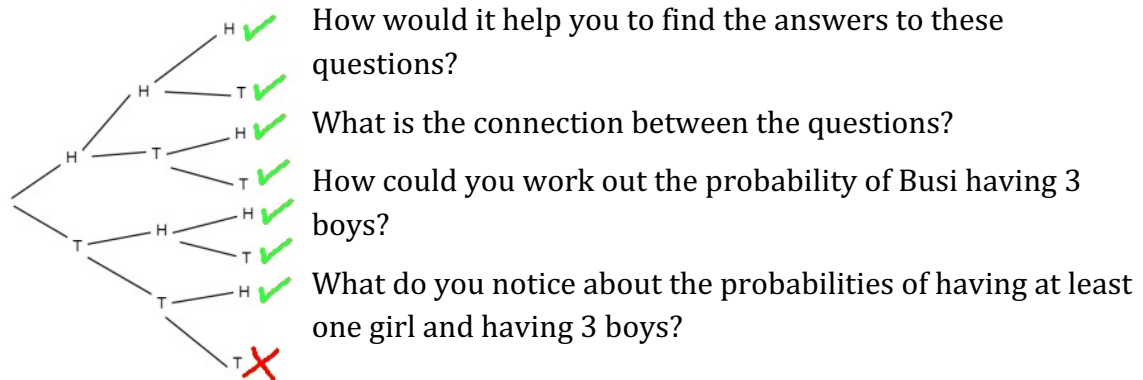 H
How would it help you to find the answers to these
questions?
H
T
H
What is the connection between the questions?
H
T
T
How could you work out the probability of Busi having 3
boys?
H
H
T
T
H
What do you notice about the probabilities of having at least
one girl and having 3 boys?
T
T